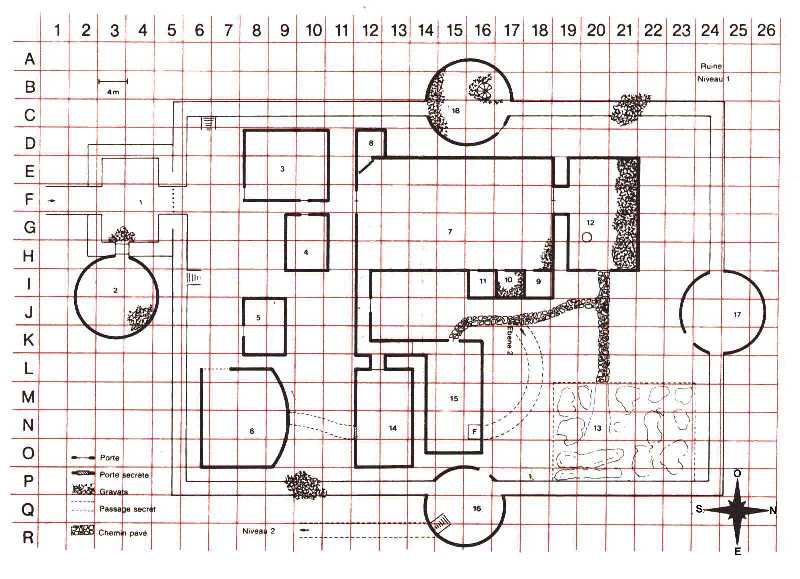 1 2 3 4 5 6 7 8 9 10 11 12 13 14 15 16 17 18 19 20 21 22 23 24 25 26
A
B
C
D
E
F
G
H
I
J
K
L
M
N
O
P
Q
R
Ruine
Niveau 1
4m
18
8
3
1
7
12
4
2
11
10
9
5
17
Ebene 2
15
6
14
F
13
16
Porte
Porte secrète
Gravats
Passage secret
Chemin pavé
Niveau 2
O
S
N
E